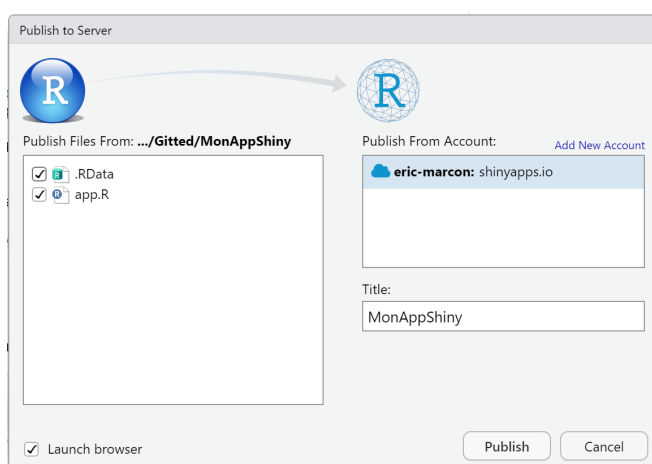 Publish to Server
R
R
Publish Files From: .../Gitted/MonAppShiny
Publish From Account:
Add New Account
.RData
app.R
eric-marcon: shinyapps.io
Title:
MonAppShiny
Launch browser
Publish
Cancel